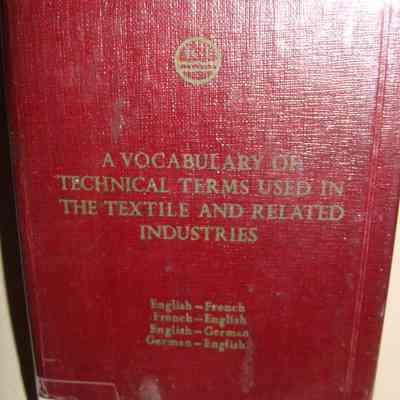 A VOCABULARY OF
TECHNICAL TERMS USED IN
THE TEXTILE AND RELATED
INDUSTRIES
English – French
French – English
English – German
German – English